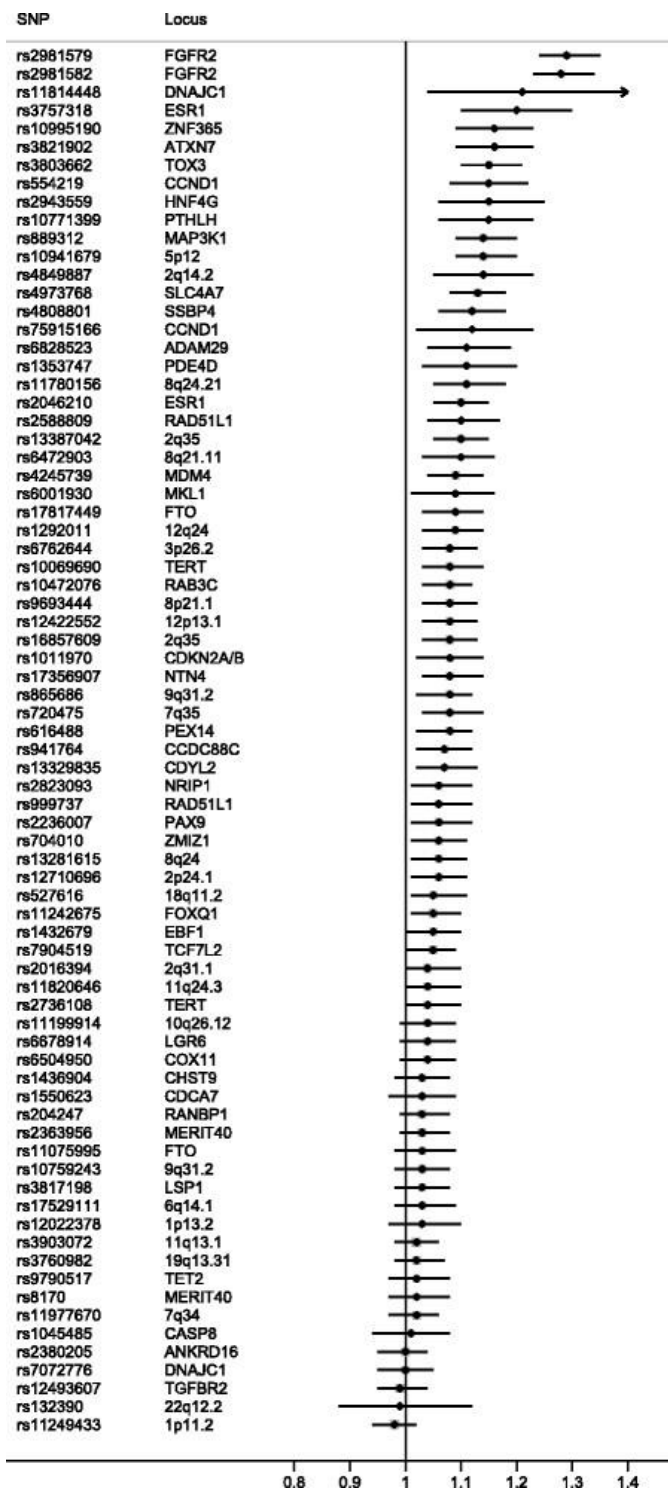 SNP Locus
rs2981579 FGFR2
rs2981582 FGFR2
rs11814448 DNAJC1
rs3757318 ESR1
rs10995190 ZNF365
rs3821902 ATXN7
rs3803662 TOX3
rs554219 CCND1
rs2943559 HNF4G
rs10771399 PTHLH
rs889312 MAP3K1
rs10941679 5p12
rs4849887 2q14.2
rs4973768 SLC4A7
rs4808801 SSBP4
rs75915166 CCND1
rs6828523 ADAM29
rs1353747 PDE4D
rs11780156 8q24.21
rs2046210 ESR1
rs2588809 RAD51L1
rs13387042 2q35
rs6472903 8q21.11
rs4245739 MDM4
rs6001930 MKL1
rs17817449 FTO
rs1292011 12q24
rs6762644 3p26.2
rs10069690 TERT
rs10472076 RAB3C
rs9693444 8p21.1
rs12422552 12p13.1
rs16857609 2q35
rs1011970 CDKN2A/B
rs17356907 NTN4
rs865686 9q31.2
rs720475 7q35
rs616488 PEX14
rs941764 CCDC88C
rs13329835 CDYL2
rs2823093 NRIP1
rs999737 RAD51L1
rs2236007 PAX9
rs704010 ZMIZ1
rs13281615 8q24
rs12710696 2p24.1
rs527616 18q11.2
rs11242675 FOXQ1
rs1432679 EBF1
rs7904519 TCF7L2
rs2016394 2q31.1
rs11820646 11q24.3
rs2736108 TERT
rs11199914 10q26.12
rs6678914 LGR6
rs6504950 COX11
rs1436904 CHST9
rs1550623 CDCA7
rs204247 RANBP1
rs2363956 MERIT40
rs11075995 FTO
rs10759243 9q31.2
rs3817198 LSP1
rs17529111 6q14.1
rs12022378 1p13.2
rs3903072 11q13.1
rs3760982 19q13.31
rs9790517 TET2
rs8170 MERIT40
rs11977670 7q34
rs1045485 CASP8
rs2380205 ANKRD16
rs7072776 DNAJC1
rs12493607 TGFBR2
rs132390 22q12.2
rs11249433 1p11.2
0.8 0.9 1 1.1 1.2 1.3 1.4